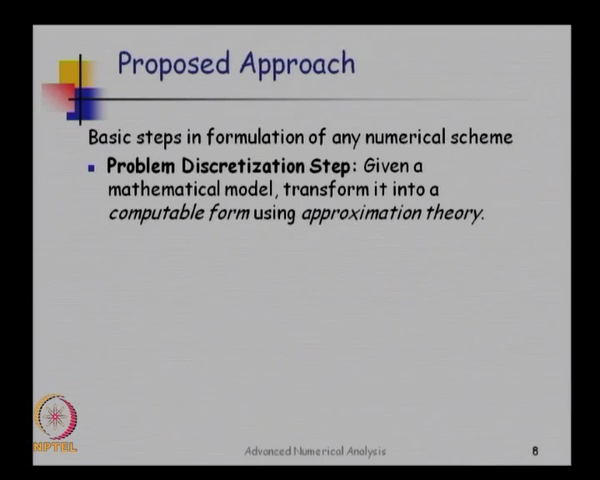 Proposed Approach
Basic steps in formulation of any numerical scheme
Problem Discretization Step: Given a
mathematical model, transform it into a
computable form using approximation theory.
NPTEL
Advanced Numerical Analysis
8